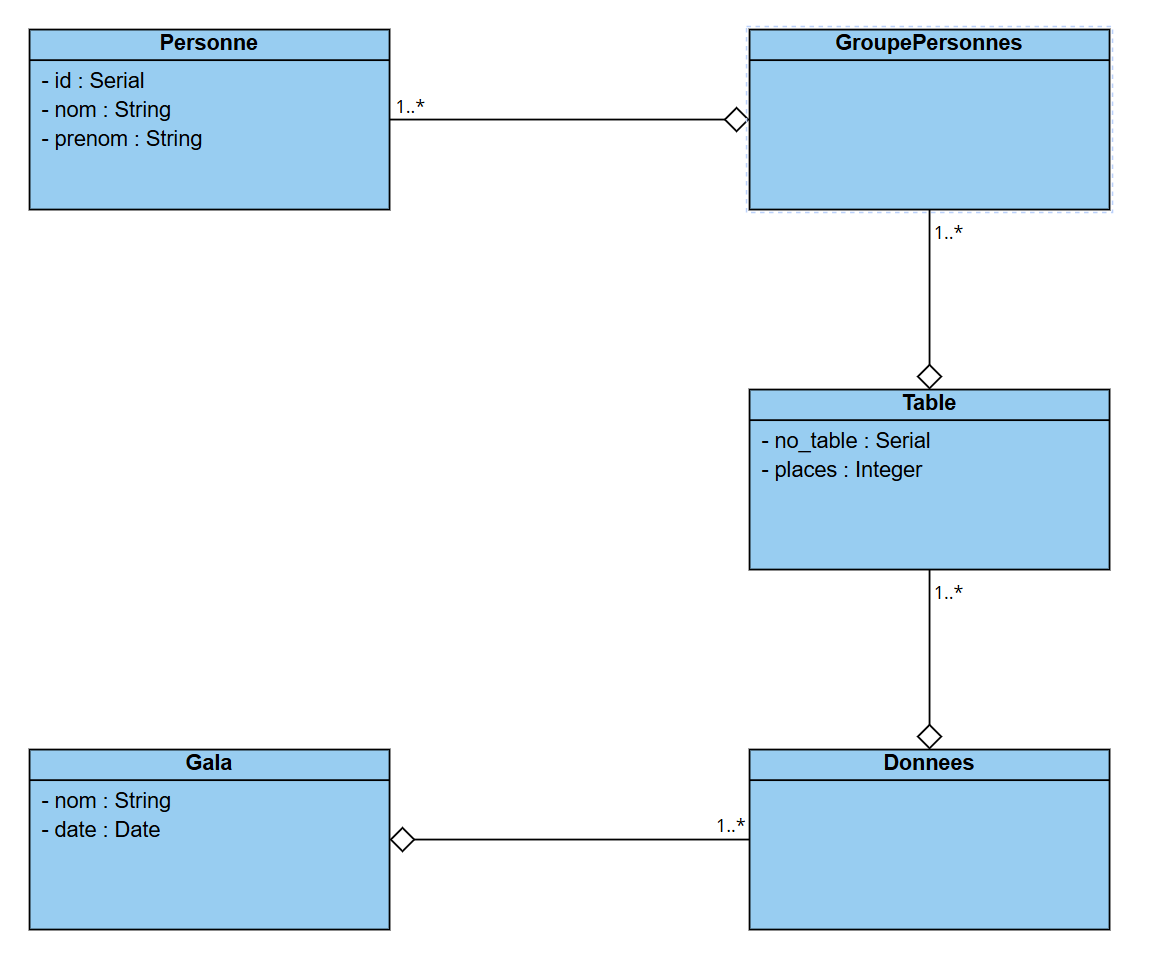 Personne
- id : Serial
- nom : String
- prenom : String
1..*
GroupePersonnes
1..*
Table
- no_table : Serial
- places : Integer
1..*
Gala
- nom : String
- date : Date
1..*
Donnees